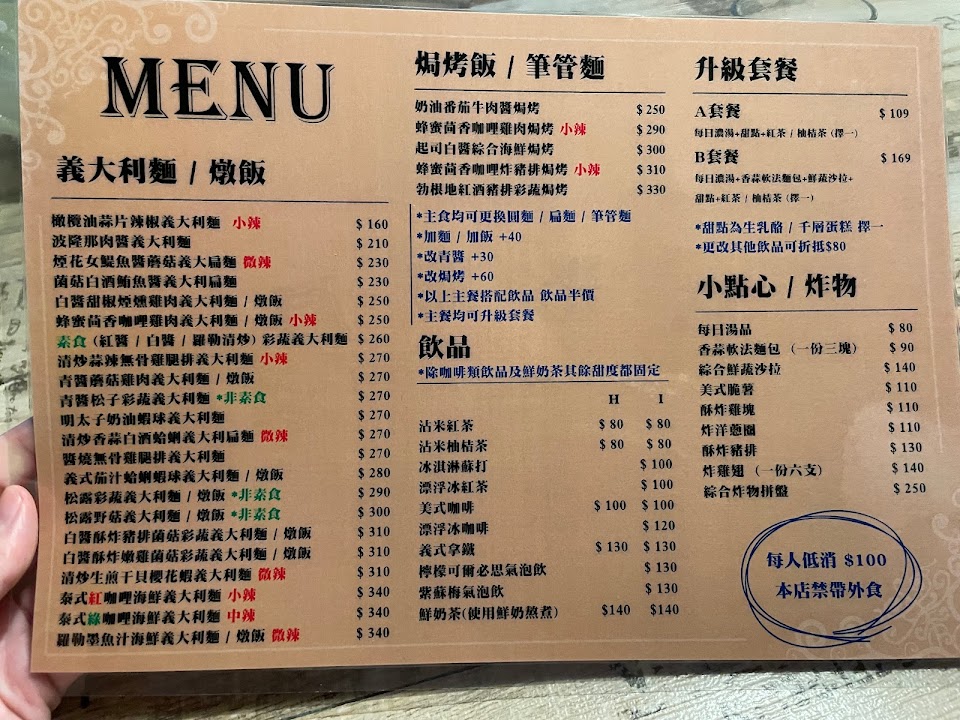 MENU
義大利麵 / 燉飯
橄欖油蒜片辣椒義大利麵 小辣 $160
波隆那肉醬義大利麵 $210
煙花女鯷魚醬蘑菇義大扁麵 微辣 $230
菌菇白酒鮪魚醬義大利扁麵 $230
白醬甜椒煙燻雞肉義大利麵 / 燉飯 $250
蜂蜜茴香咖哩雞肉義大利麵 / 燉飯 小辣 $250
素食 (紅醬 / 白醬 / 羅勒清炒) 彩蔬義大利麵 $260
清炒蒜辣無骨雞腿排義大利麵 小辣 $270
青醬蘑菇雞肉義大利麵 / 燉飯 $270
青醬松子彩蔬義大利麵 *非素食 $270
明太子奶油蝦球義大利麵 $270
清炒香蒜白酒蛤蜊義大利扁麵 微辣 $270
醬燒無骨雞腿排義大利麵 $270
義式茄汁蛤蜊蝦球義大利麵 / 燉飯 $280
松露彩蔬義大利麵 / 燉飯 *非素食 $290
松露野菇義大利麵 / 燉飯 *非素食 $300
白醬酥炸豬排菌菇彩蔬義大利麵 / 燉飯 $310
白醬酥炸嫩雞菌菇彩蔬義大利麵 / 燉飯 $310
清炒生煎干貝櫻花蝦義大利麵 微辣 $310
泰式紅咖哩海鮮義大利麵 小辣 $340
泰式綠咖哩海鮮義大利麵 中辣 $340
羅勒墨魚汁海鮮義大利麵 / 燉飯 微辣 $340
焗烤飯 / 筆管麵
奶油番茄牛肉醬焗烤 $250
蜂蜜茴香咖哩雞肉焗烤 小辣 $290
起司白醬綜合海鮮焗烤 $300
蜂蜜茴香咖哩炸豬排焗烤 小辣 $310
勃根地紅酒豬排彩蔬焗烤 $330
*主食均可更換圓麵 / 扁麵 / 筆管麵
*加麵 / 加飯 +40
*改青醬 +30
*改焗烤 +60
*以上主餐搭配飲品 飲品半價
*主餐均可升級套餐
飲品
*除咖啡類飲品及鮮奶茶其餘甜度都固定
H I
沾米紅茶 $80 $80
沾米柚桔茶 $80 $80
冰淇淋蘇打 $100
漂浮冰紅茶 $100
美式咖啡 $100 $100
漂浮冰咖啡 $120
義式拿鐵 $130 $130
檸檬可爾必思氣泡飲 $130
紫蘇梅氣泡飲 $130
鮮奶茶(使用鮮奶熬煮) $140 $140
升級套餐
A套餐 $109
每日濃湯+甜點+紅茶 / 柚桔茶 (擇一)
B套餐 $169
每日濃湯+香蒜軟法麵包+鮮蔬沙拉+
甜點+紅茶 / 柚桔茶 (擇一)
*甜點為生乳酪 / 千層蛋糕 擇一
*更改其他飲品可折抵$80
小點心 / 炸物
每日湯品 $80
香蒜軟法麵包 (一份三塊) $90
綜合鮮蔬沙拉 $140
美式脆薯 $110
酥炸雞塊 $110
炸洋蔥圈 $110
酥炸豬排 $130
炸雞翅 (一份六支) $140
綜合炸物拼盤 $250
每人低消 $100
本店禁帶外食